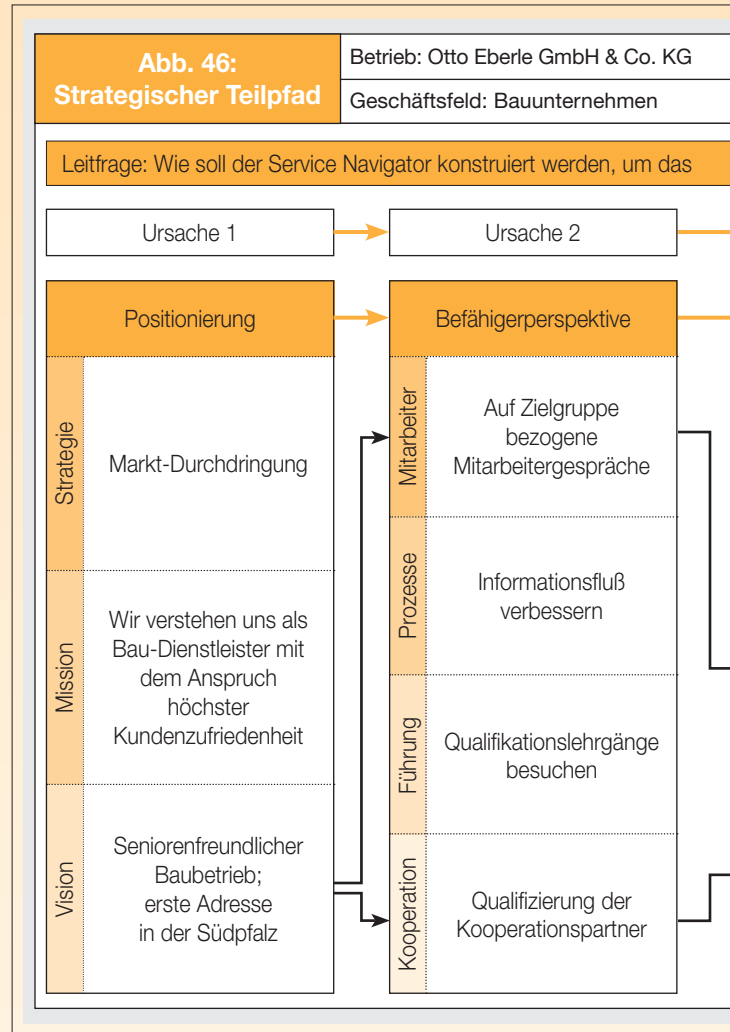 Abb. 46:
Strategischer Teilpfad
Betrieb: Otto Eberle GmbH & Co. KG
Geschäftsfeld: Bauunternehmen
Leitfrage: Wie soll der Service Navigator konstruiert werden, um das
Ursache 1
Ursache 2
Positionierung
Befähigerperspektive
Strategie
Markt-Durchdringung
Mission
Wir verstehen uns als
Bau-Dienstleister mit
dem Anspruch
höchster
Kundenzufriedenheit
Vision
Seniorenfreundlicher
Baubetrieb;
erste Adresse
in der Südpfalz
Mitarbeiter
Auf Zielgruppe
bezogene
Mitarbeitergespräche
Prozesse
Informationsfluß
verbessern
Führung
Qualifikationslehrgänge
besuchen
Kooperation
Qualifizierung der
Kooperationspartner